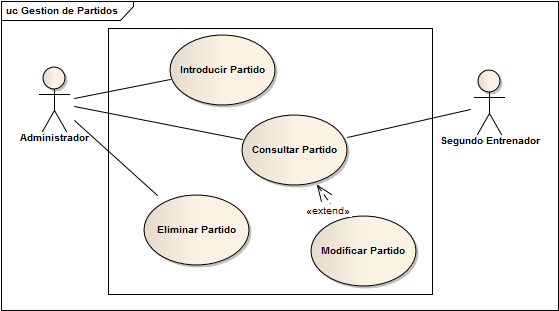 uc Gestion de Partidos
Introducir Partido
Administrador
Consultar Partido
Segundo Entrenador
«extend»
Eliminar Partido
Modificar Partido